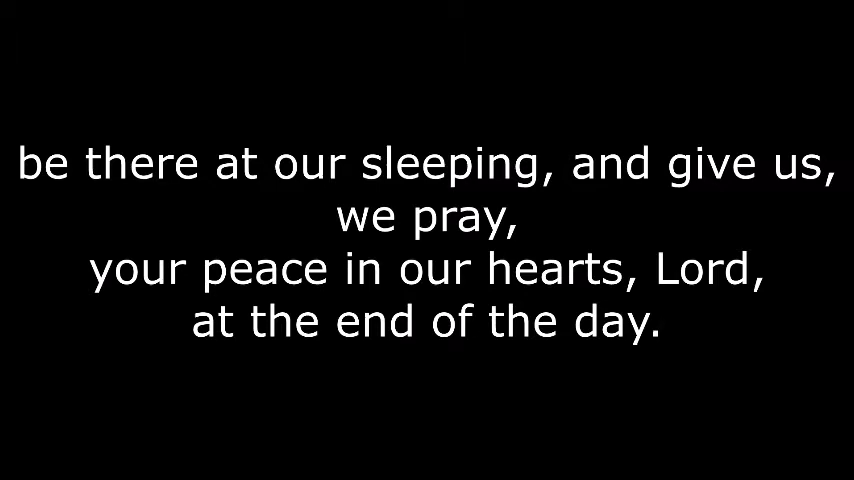 be there at our sleeping, and give us,
we pray,
your peace in our hearts, Lord,
at the end of the day.